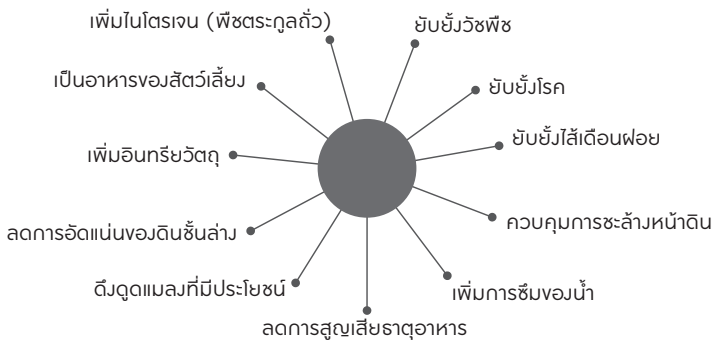 เพิ่มไนโตรเจน (พืชตระกูลถั่ว)
ยับยั้งวัชพืช
เป็นอาหารของสัตว์เลี้ยง
ยับยั้งโรค
ยับยั้งไส้เดือนฝอย
เพิ่มอินทรียวัตถุ
ควบคุมการชะล้างหน้าดิน
ลดการอัดแน่นของดินชั้นล่าง
ดึงดูดแมลงที่มีประโยชน์
เพิ่มการซึมของน้ำ
ลดการสูญเสียธาตุอาหาร